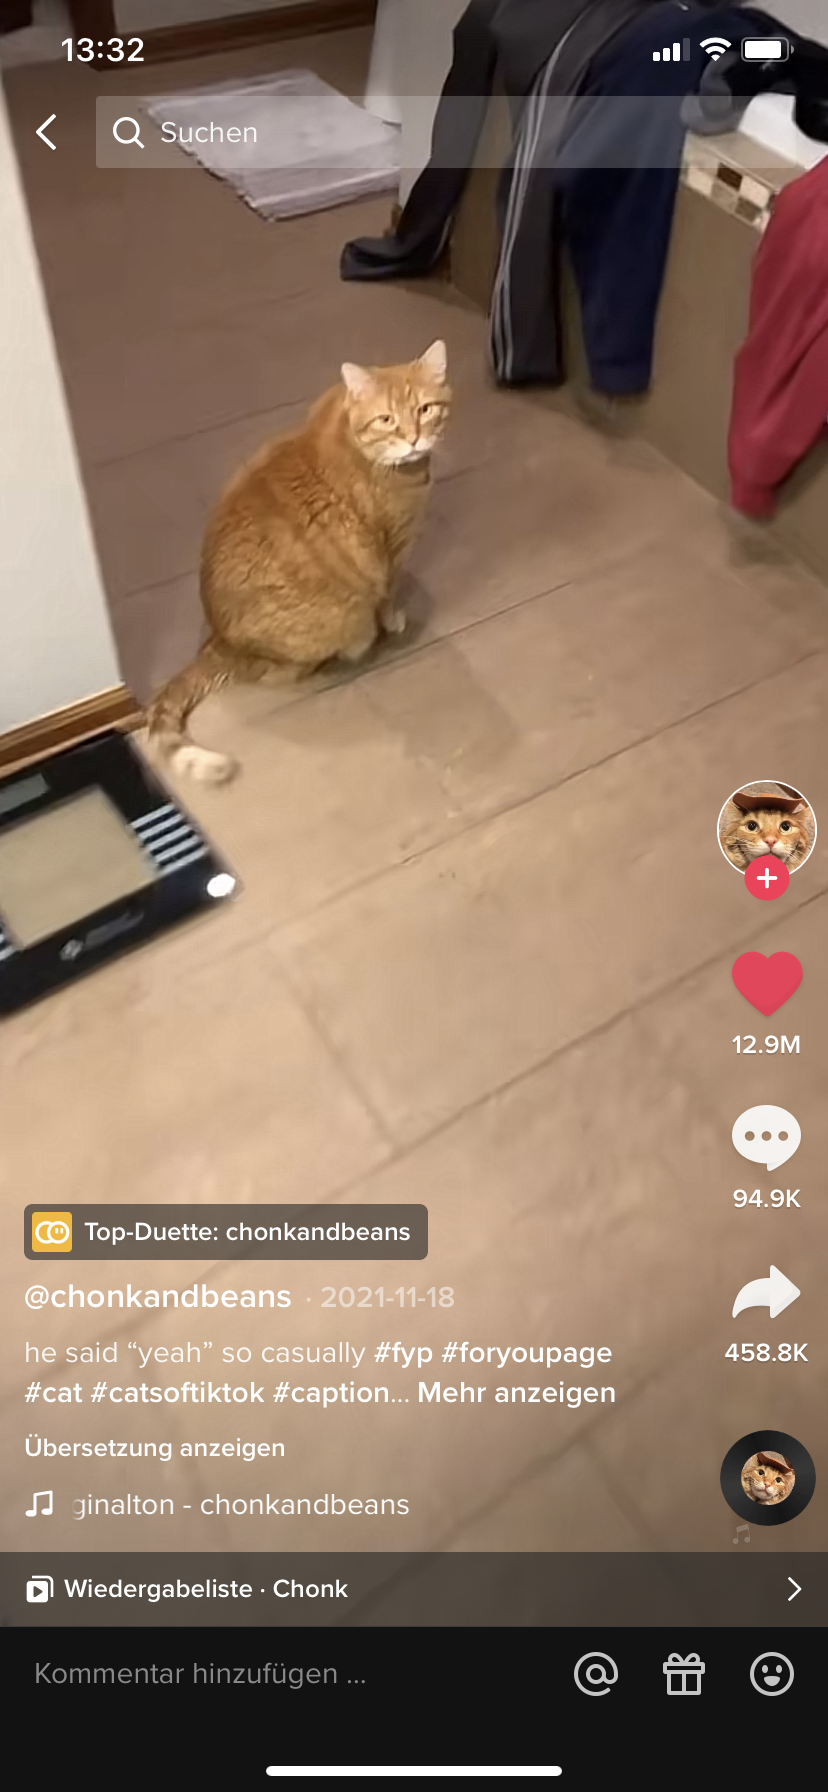 13:32
Suchen
12.9M
94.9K
458.8K
Top-Duette: chonkandbeans
@chonkandbeans · 2021-11-18
he said “yeah” so casually #fyp #foryoupage
#cat #catsoftiktok #caption... Mehr anzeigen
Übersetzung anzeigen
ginalton - chonkandbeans
Wiedergabeliste · Chonk
Kommentar hinzufügen ...